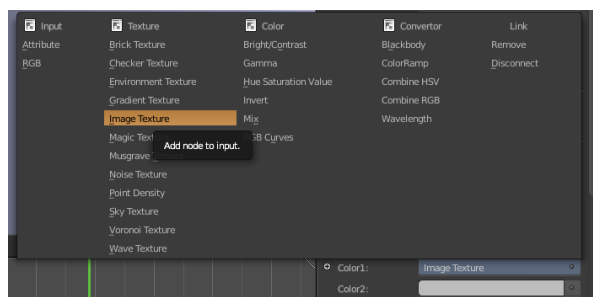 Input Texture Color Convertor Link
Attribute Brick Texture Bright/Contrast Blackbody Remove
RGB Checker Texture Gamma ColorRamp Disconnect
Environment Texture Hue Saturation Value Combine HSV
Gradient Texture Invert Combine RGB
Image Texture Mix Wavelength
Magic Curves
Add node to input.
Musgrave
Noise Texture
Point Density
Sky Texture
Voronoi Texture
Wave Texture
Color1: Image Texture
Color2: